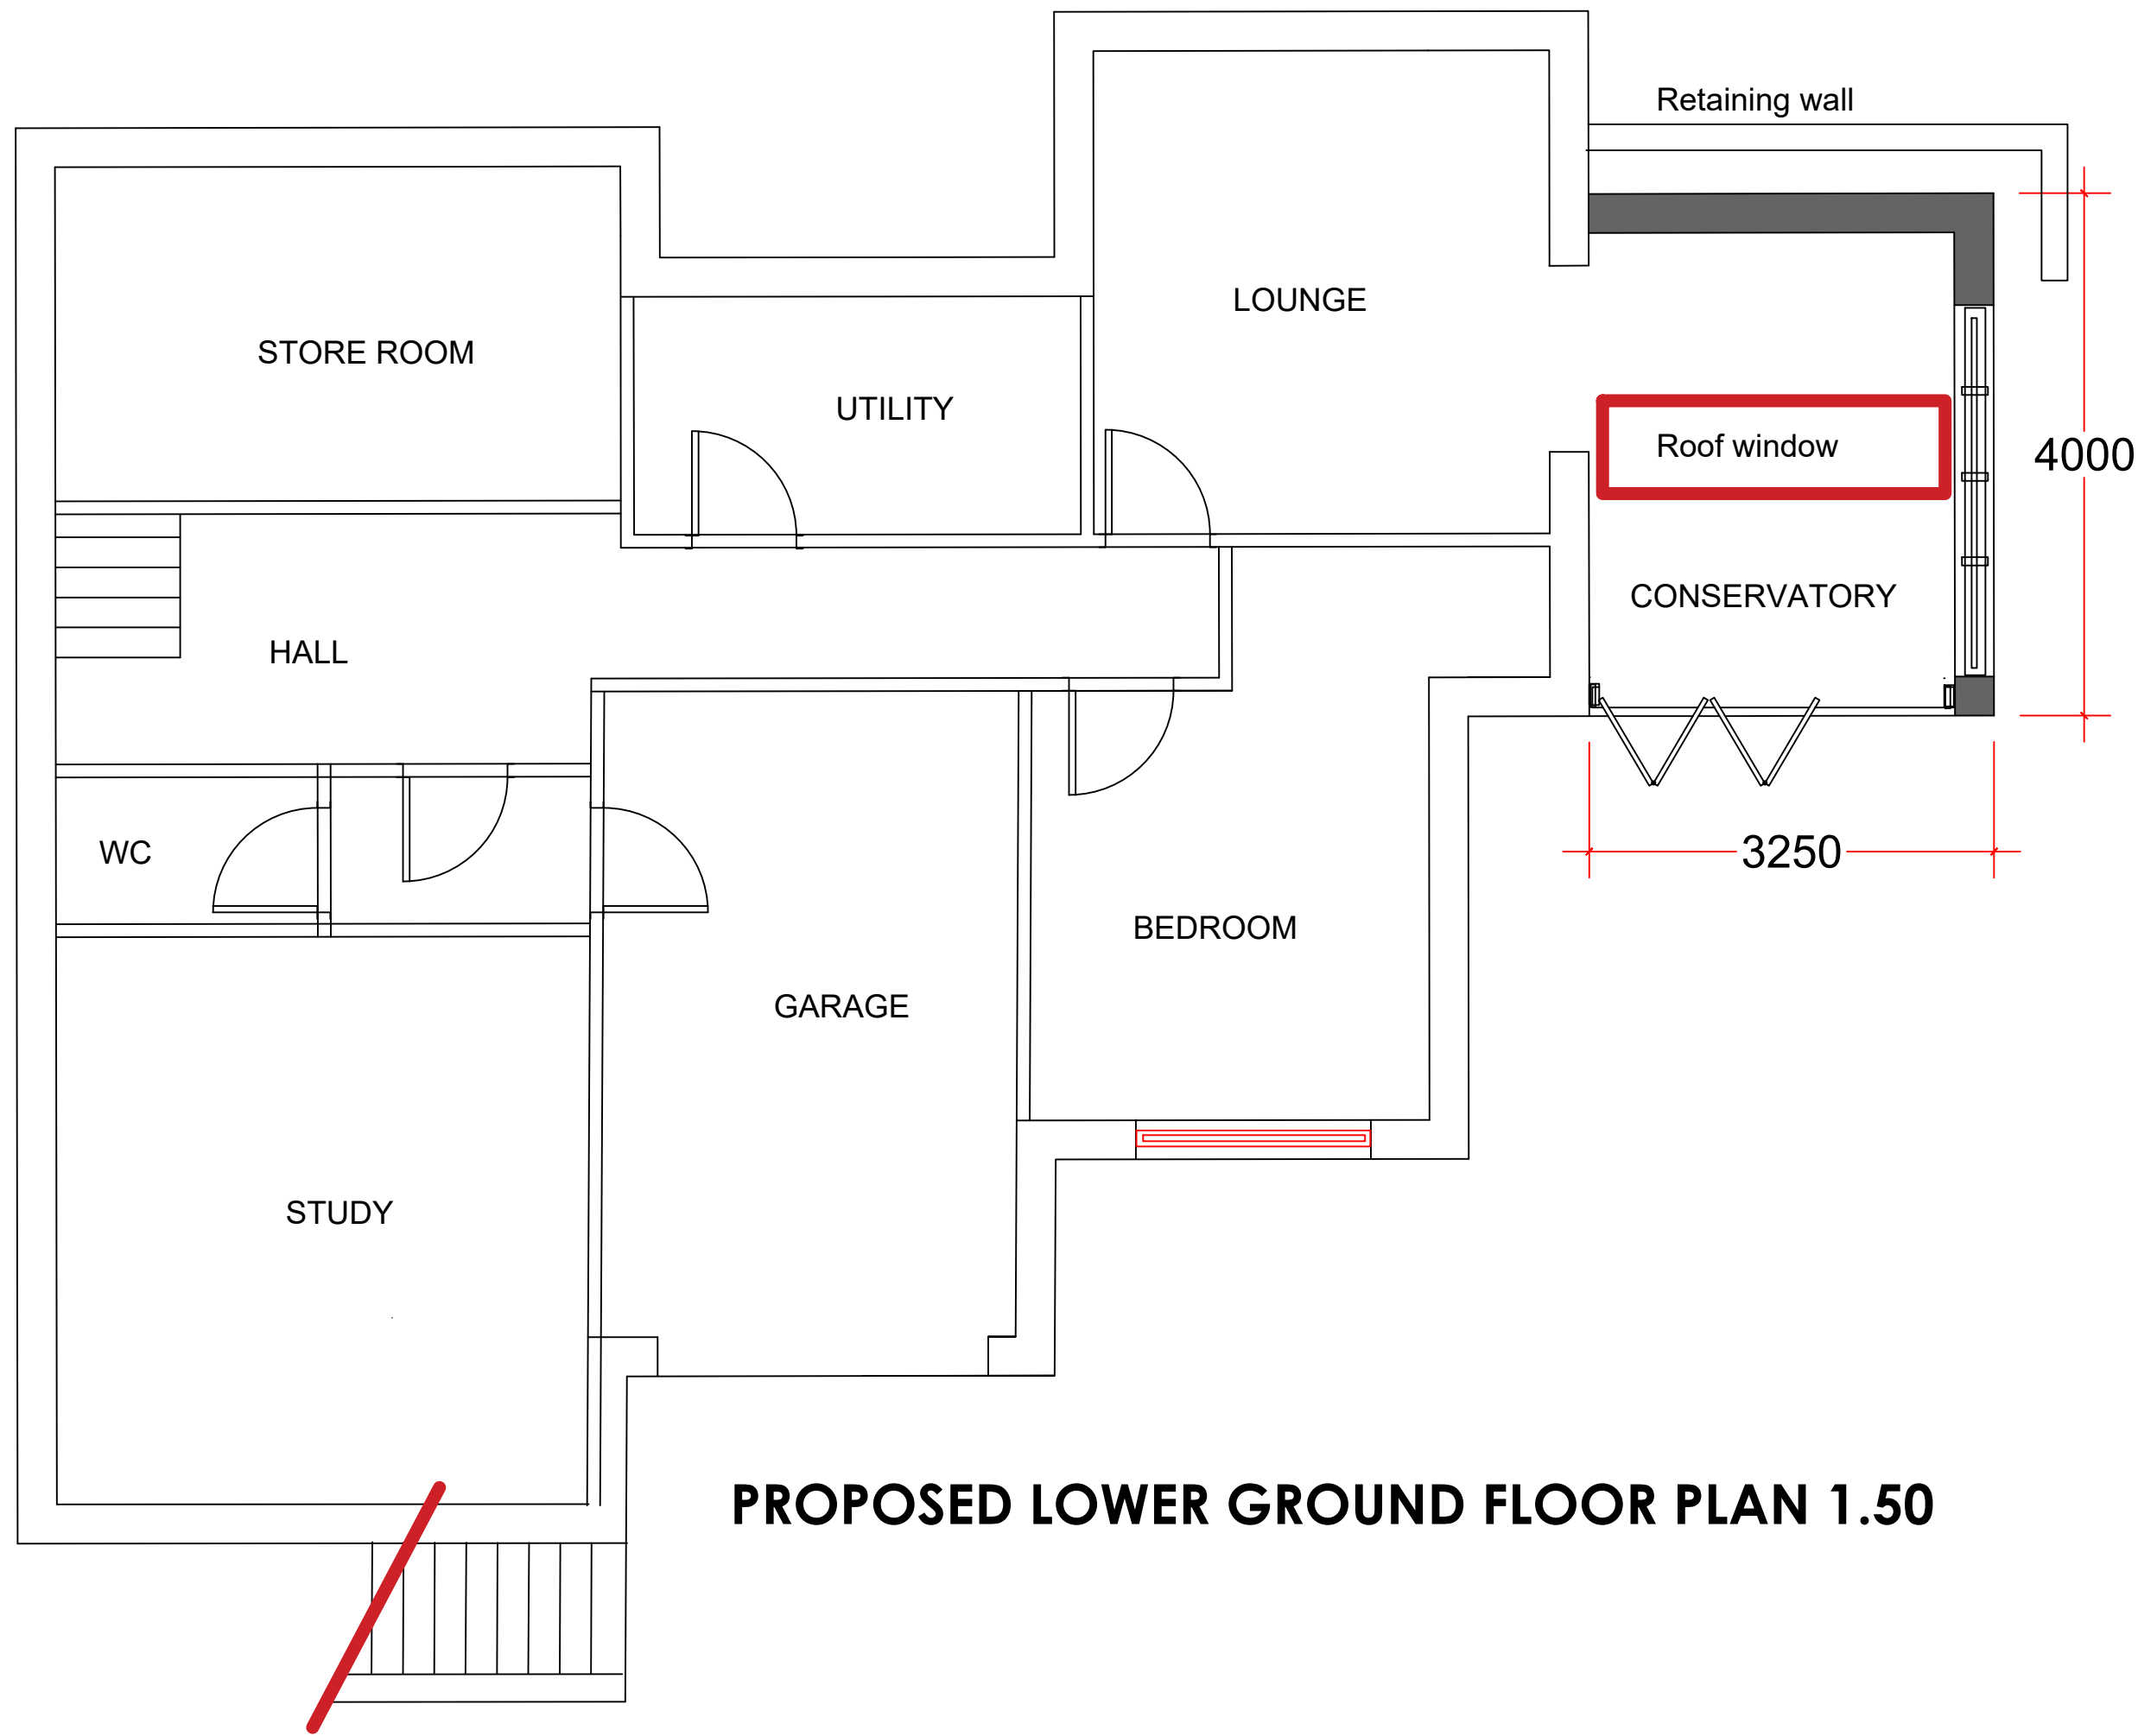 Retaining wall
LOUNGE
STORE ROOM
UTILITY
Roof window
4000
CONSERVATORY
HALL
WC
3250
BEDROOM
GARAGE
STUDY
PROPOSED LOWER GROUND FLOOR PLAN 1.50